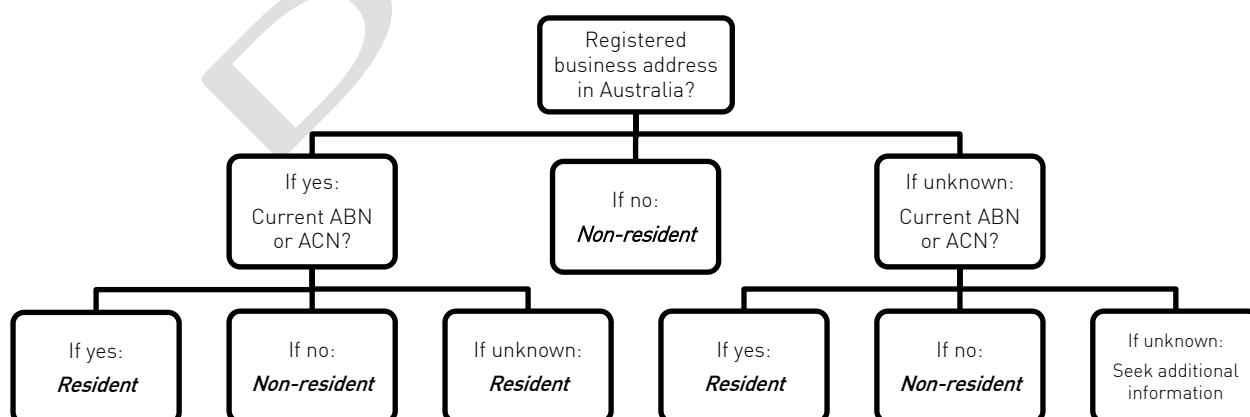 Registered
business address
in Australia?
If yes:
Current ABN
or ACN?
If no:
Non-resident
If unknown:
Current ABN
or ACN?
If yes:
Resident
If no:
Non-resident
If unknown:
Resident
If yes:
Resident
If no:
Non-resident
If unknown:
Seek additional
information